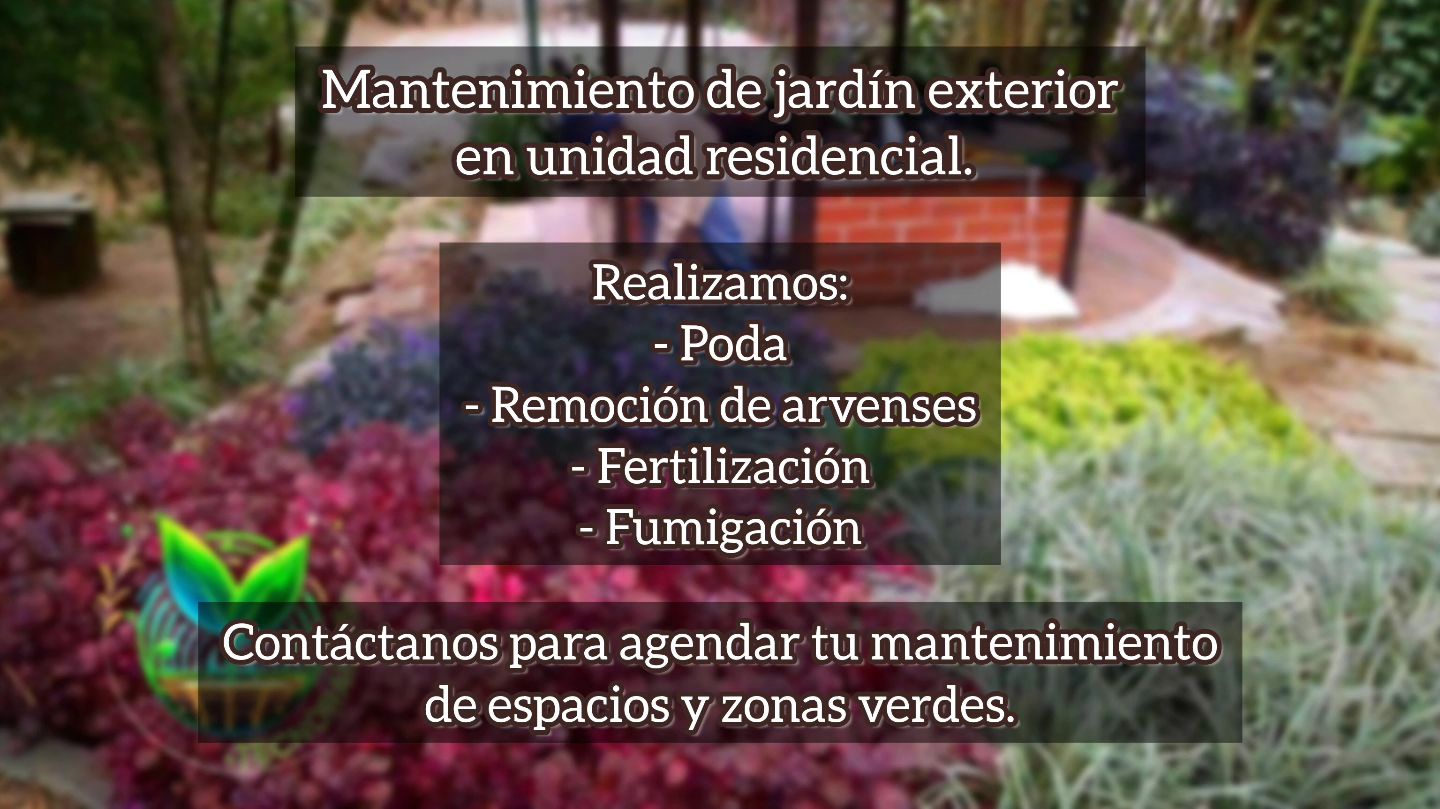 Mantenimiento de jardín exterior
en unidad residencial.
Realizamos:
- Poda
- Remoción de arvenses
- Fertilización
- Fumigación
Contáctanos para agendar tu mantenimiento
de espacios y zonas verdes.